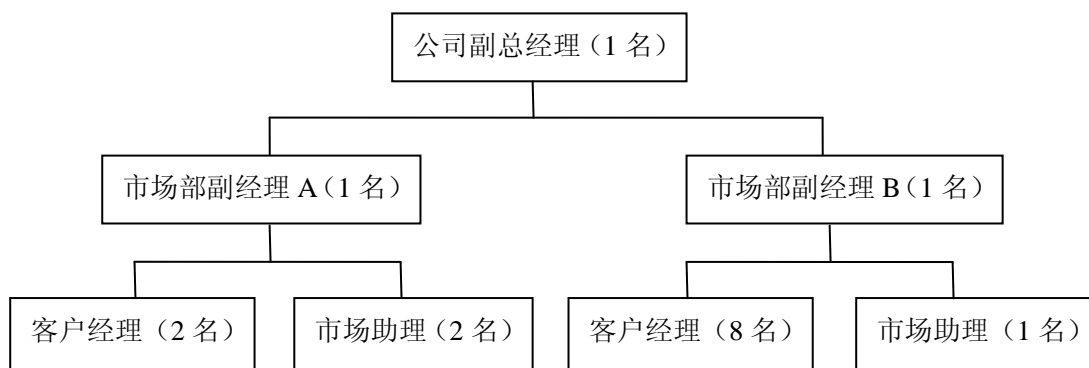 公司副总经理（1 名）
市场部副经理 A（1 名）
市场部副经理 B（1 名）
客户经理（2 名）
市场助理（2 名）
客户经理（8 名）
市场助理（1 名）